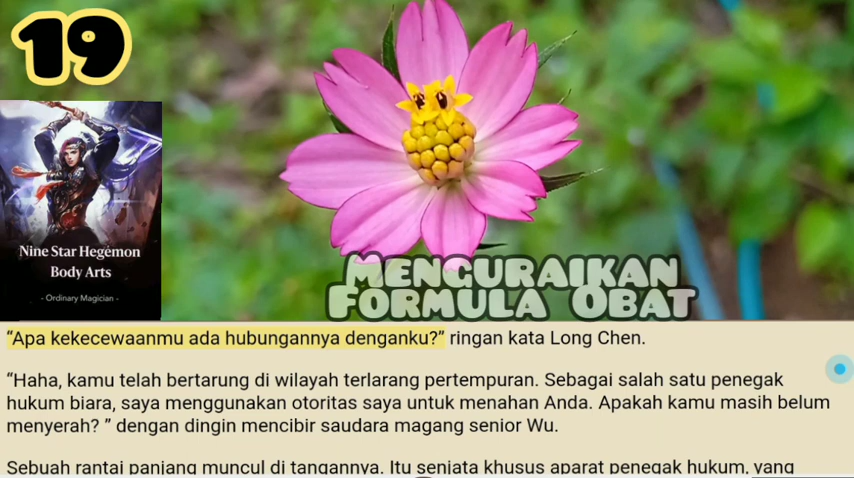 19
Nine Star Hegemon
Body Arts
- Ordinary Magician -
MENGURAIKAN
FORMULA OBAT
“Apa kekecewaanmu ada hubungannya denganku?” ringan kata Long Chen.
“Haha, kamu telah bertarung di wilayah terlarang pertempuran. Sebagai salah satu penegak
hukum biara, saya menggunakan otoritas saya untuk menahan Anda. Apakah kamu masih belum
menyerah? ” dengan dingin mencibir saudara magang senior Wu.
Sebuah rantai panjang muncul di tangannya. Itu senjata khusus aparat penegak hukum, yang